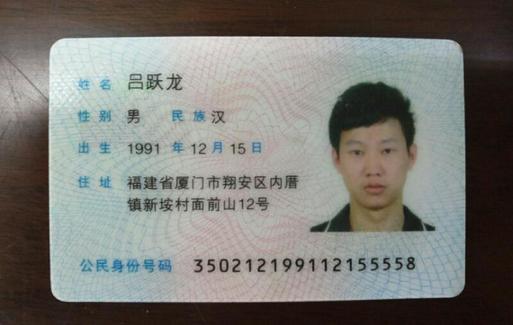 姓名 吕跃龙
性别 男 民族 汉
出生 1991 年 12 月 15 日
住址 福建省厦门市翔安区内厝
镇新垵村面前山12号
公民身份号码 350212199112155558